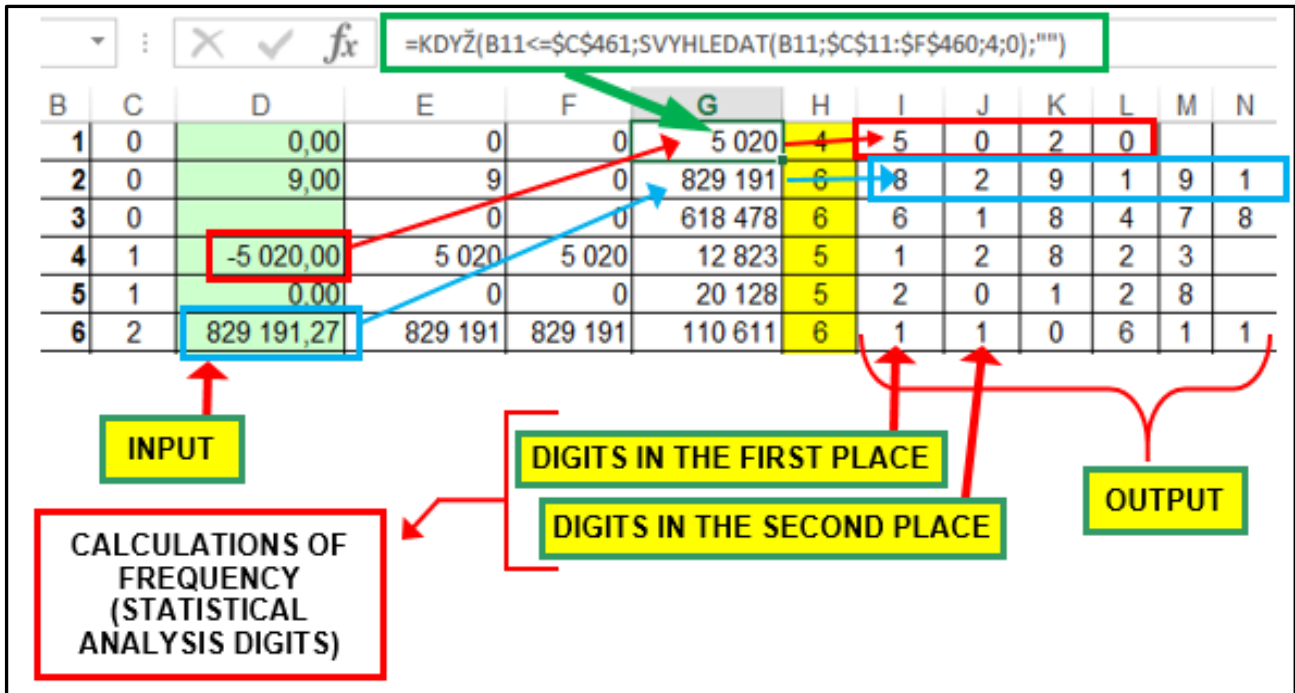 fx =KDYŽ(B11<=$C$461;SVYHLEDAT(B11;$C$11:$F$460;4;0);"")
B C D E F G H I J K L M N
1 0 0,00 0 0 5 020 4 5 0 2 0
2 0 9,00 9 0 829 191 6 8 2 9 1 9 1
3 0 0 0 618 478 6 6 1 8 4 7 8
4 1 -5 020,00 5 020 5 020 12 823 5 1 2 8 2 3
5 1 0,00 0 0 20 128 5 2 0 1 2 8
6 2 829 191,27 829 191 829 191 110 611 6 1 1 0 6 1 1
INPUT
DIGITS IN THE FIRST PLACE
DIGITS IN THE SECOND PLACE
OUTPUT
CALCULATIONS OF
FREQUENCY
(STATISTICAL
ANALYSIS DIGITS)